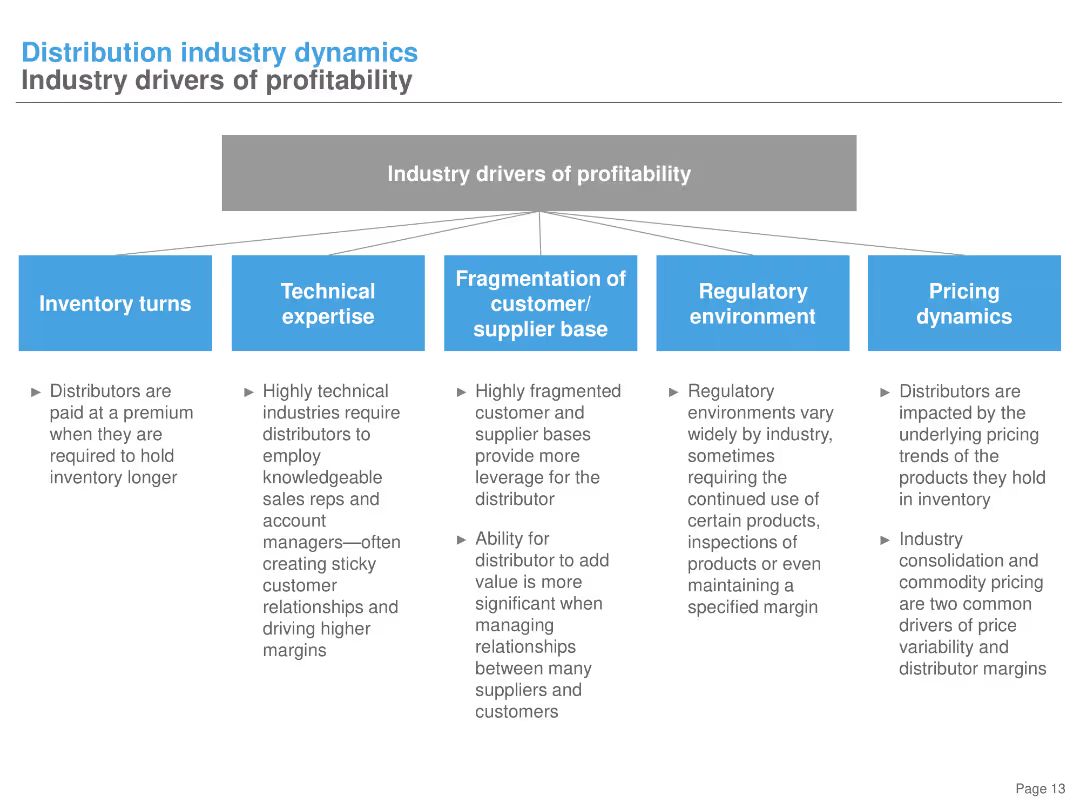 Distribution industry dynamics
Industry drivers of profitability
Industry drivers of profitability
Inventory turns
Technical
expertise
Fragmentation of
customer/
supplier base
Regulatory
environment
Pricing
dynamics
► Distributors are
paid at a premium
when they are
required to hold
inventory longer
► Highly technical
industries require
distributors to
employ
knowledgeable
sales reps and
account
managers—often
creating sticky
customer
relationships and
driving higher
margins
► Highly fragmented
customer and
supplier bases
provide more
leverage for the
distributor
► Ability for
distributor to add
value is more
significant when
managing
relationships
between many
suppliers and
customers
► Regulatory
environments vary
widely by industry,
sometimes
requiring the
continued use of
certain products,
inspections of
products or even
maintaining a
specified margin
► Distributors are
impacted by the
underlying pricing
trends of the
products they hold
in inventory
► Industry
consolidation and
commodity pricing
are two common
drivers of price
variability and
distributor margins
Page 13